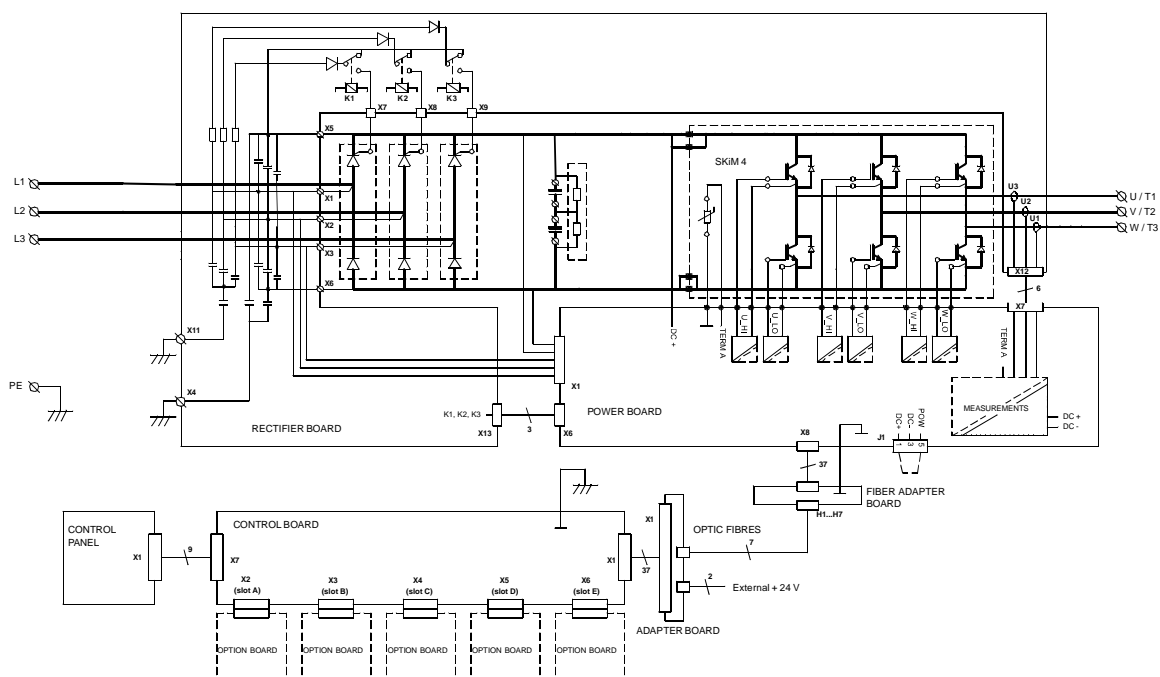 K1
K2
K3
X7
X8
X9
X5
SKiM 4
L1
X1
U3
U / T1
L2
X2
U2
V / T2
L3
X3
U1
W / T3
X12
X6
6
X7
X11
DC +
TERM A
U_HI
U_LO
V_HI
V_LO
W_HI
W_LO
TERM A
PE
X4
X1
MEASUREMENTS
DC +
DC -
RECTIFIER BOARD
K1, K2, K3
X13
3
X6
POWER BOARD
X8
J1
DC+
DC-
POW
1
3
5
37
FIBER ADAPTER
BOARD
H1...H7
CONTROL
PANEL
X1
9
X7
CONTROL BOARD
X1
37
X1
OPTIC FIBRES
7
2
External + 24 V
X2
(slot A)
X3
(slot B)
X4
(slot C)
X5
(slot D)
X6
(slot E)
ADAPTER BOARD
OPTION BOARD
OPTION BOARD
OPTION BOARD
OPTION BOARD
OPTION BOARD